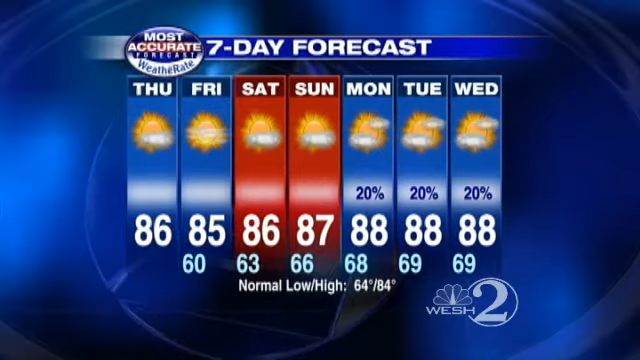 MOST
ACCURATE
FORECAST
WeatheRate
7-DAY FORECAST
THU FRI SAT SUN MON TUE WED
20% 20% 20%
86 85 86 87 88 88 88
60 63 66 68 69 69
Normal Low/High: 64°/84°
WESH 2